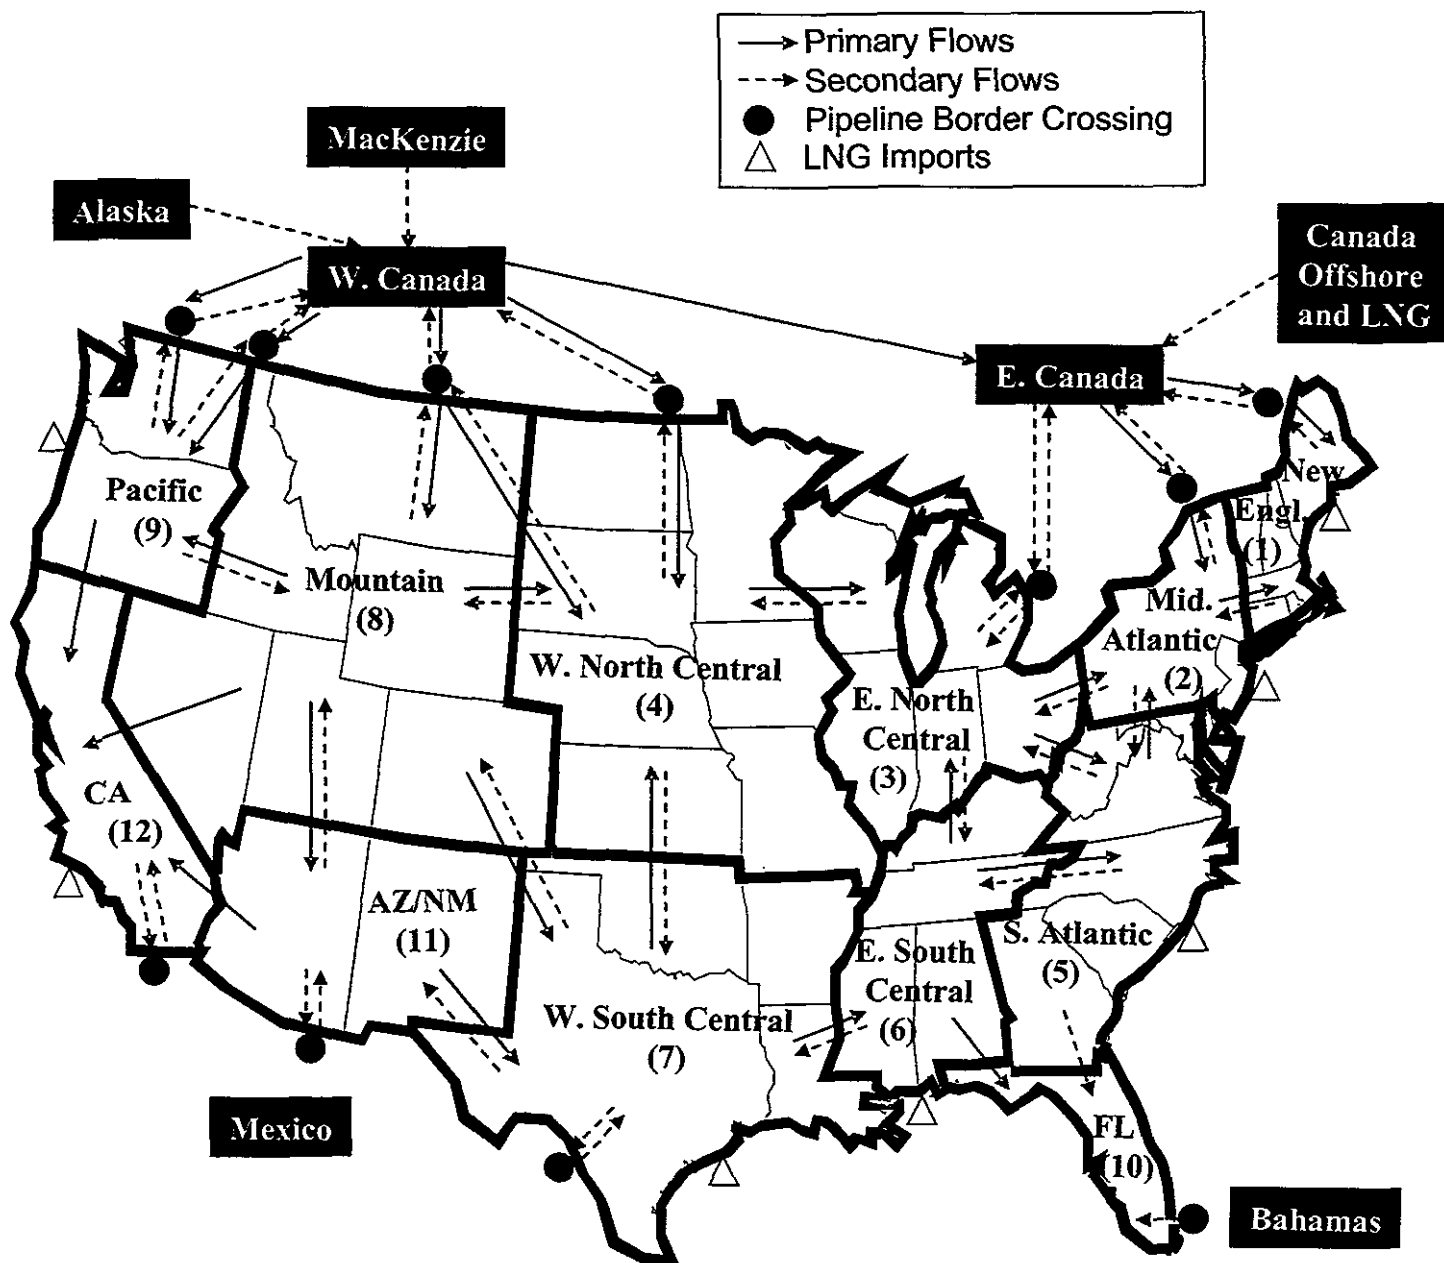 Primary Flows
Secondary Flows
Pipeline Border Crossing
LNG Imports
MacKenzie
Alaska
W. Canada
Canada
Offshore
and LNG
E. Canada
Pacific
(9)
New
Engl.
(1)
Mountain
(8)
Mid.
Atlantic
(2)
W. North Central
(4)
E. North
Central
(3)
CA
(12)
AZ/NM
(11)
S. Atlantic
(5)
E. South
Central
(6)
W. South Central
(7)
Mexico
FL
(10)
Bahamas